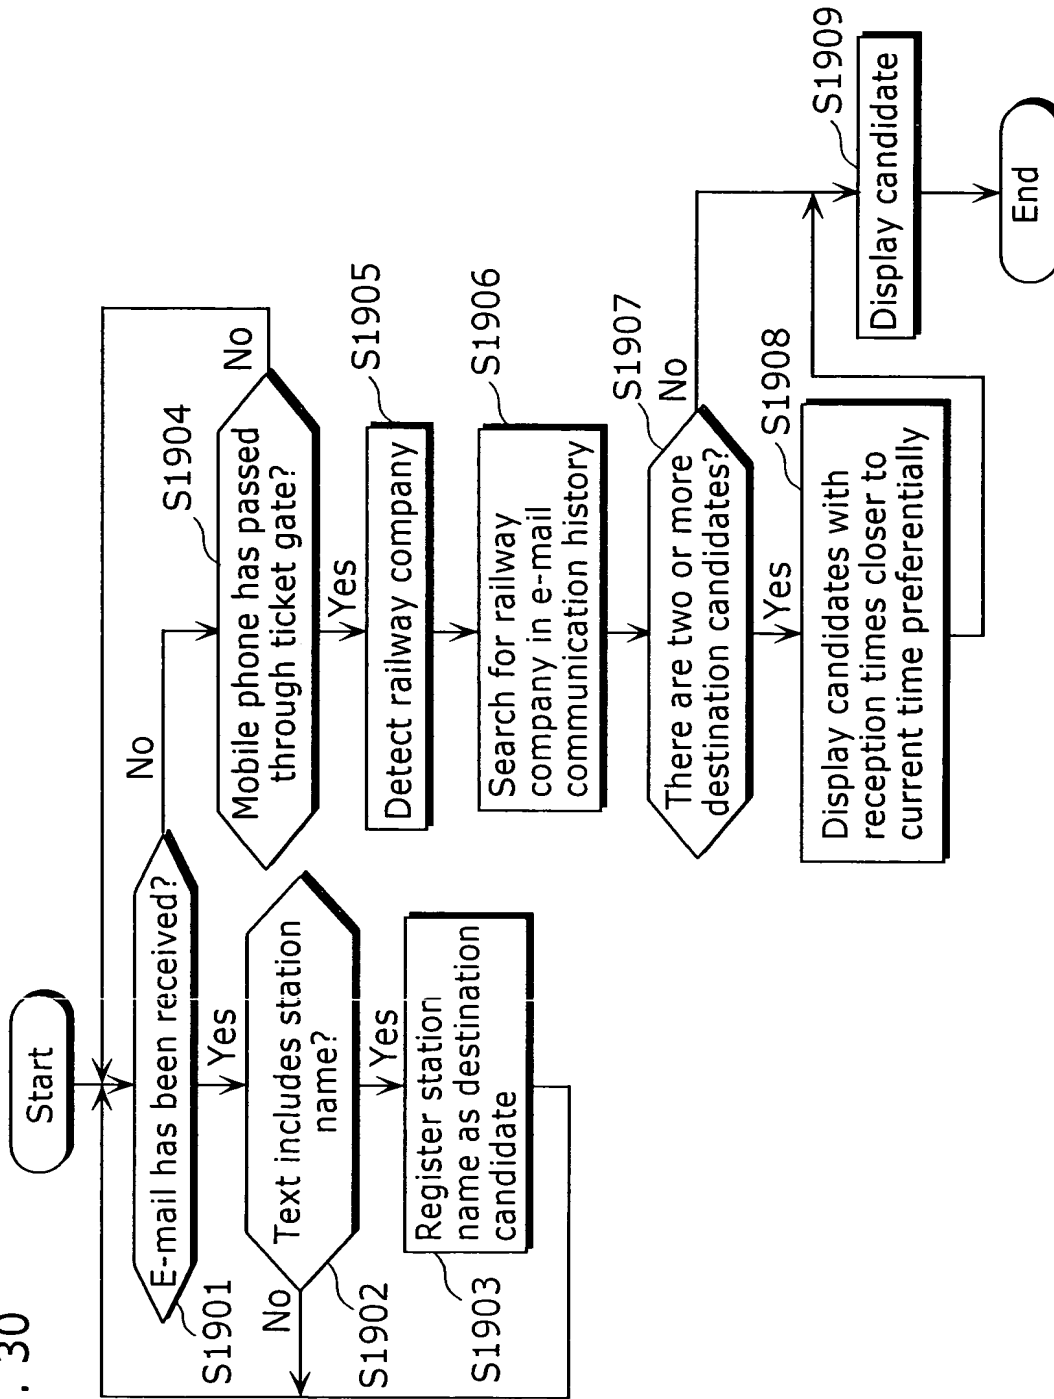 . 30
Start
E-mail has been received?
S1901
Yes
No
Text includes station
name?
S1902
No
Yes
Register station
name as destination
candidate
S1903
Mobile phone has passed
through ticket gate?
S1904
No
Yes
Detect railway company
S1905
Search for railway
company in e-mail
communication history
S1906
There are two or more
destination candidates?
S1907
No
Yes
Display candidates with
reception times closer to
current time preferentially
S1908
Display candidate
S1909
End